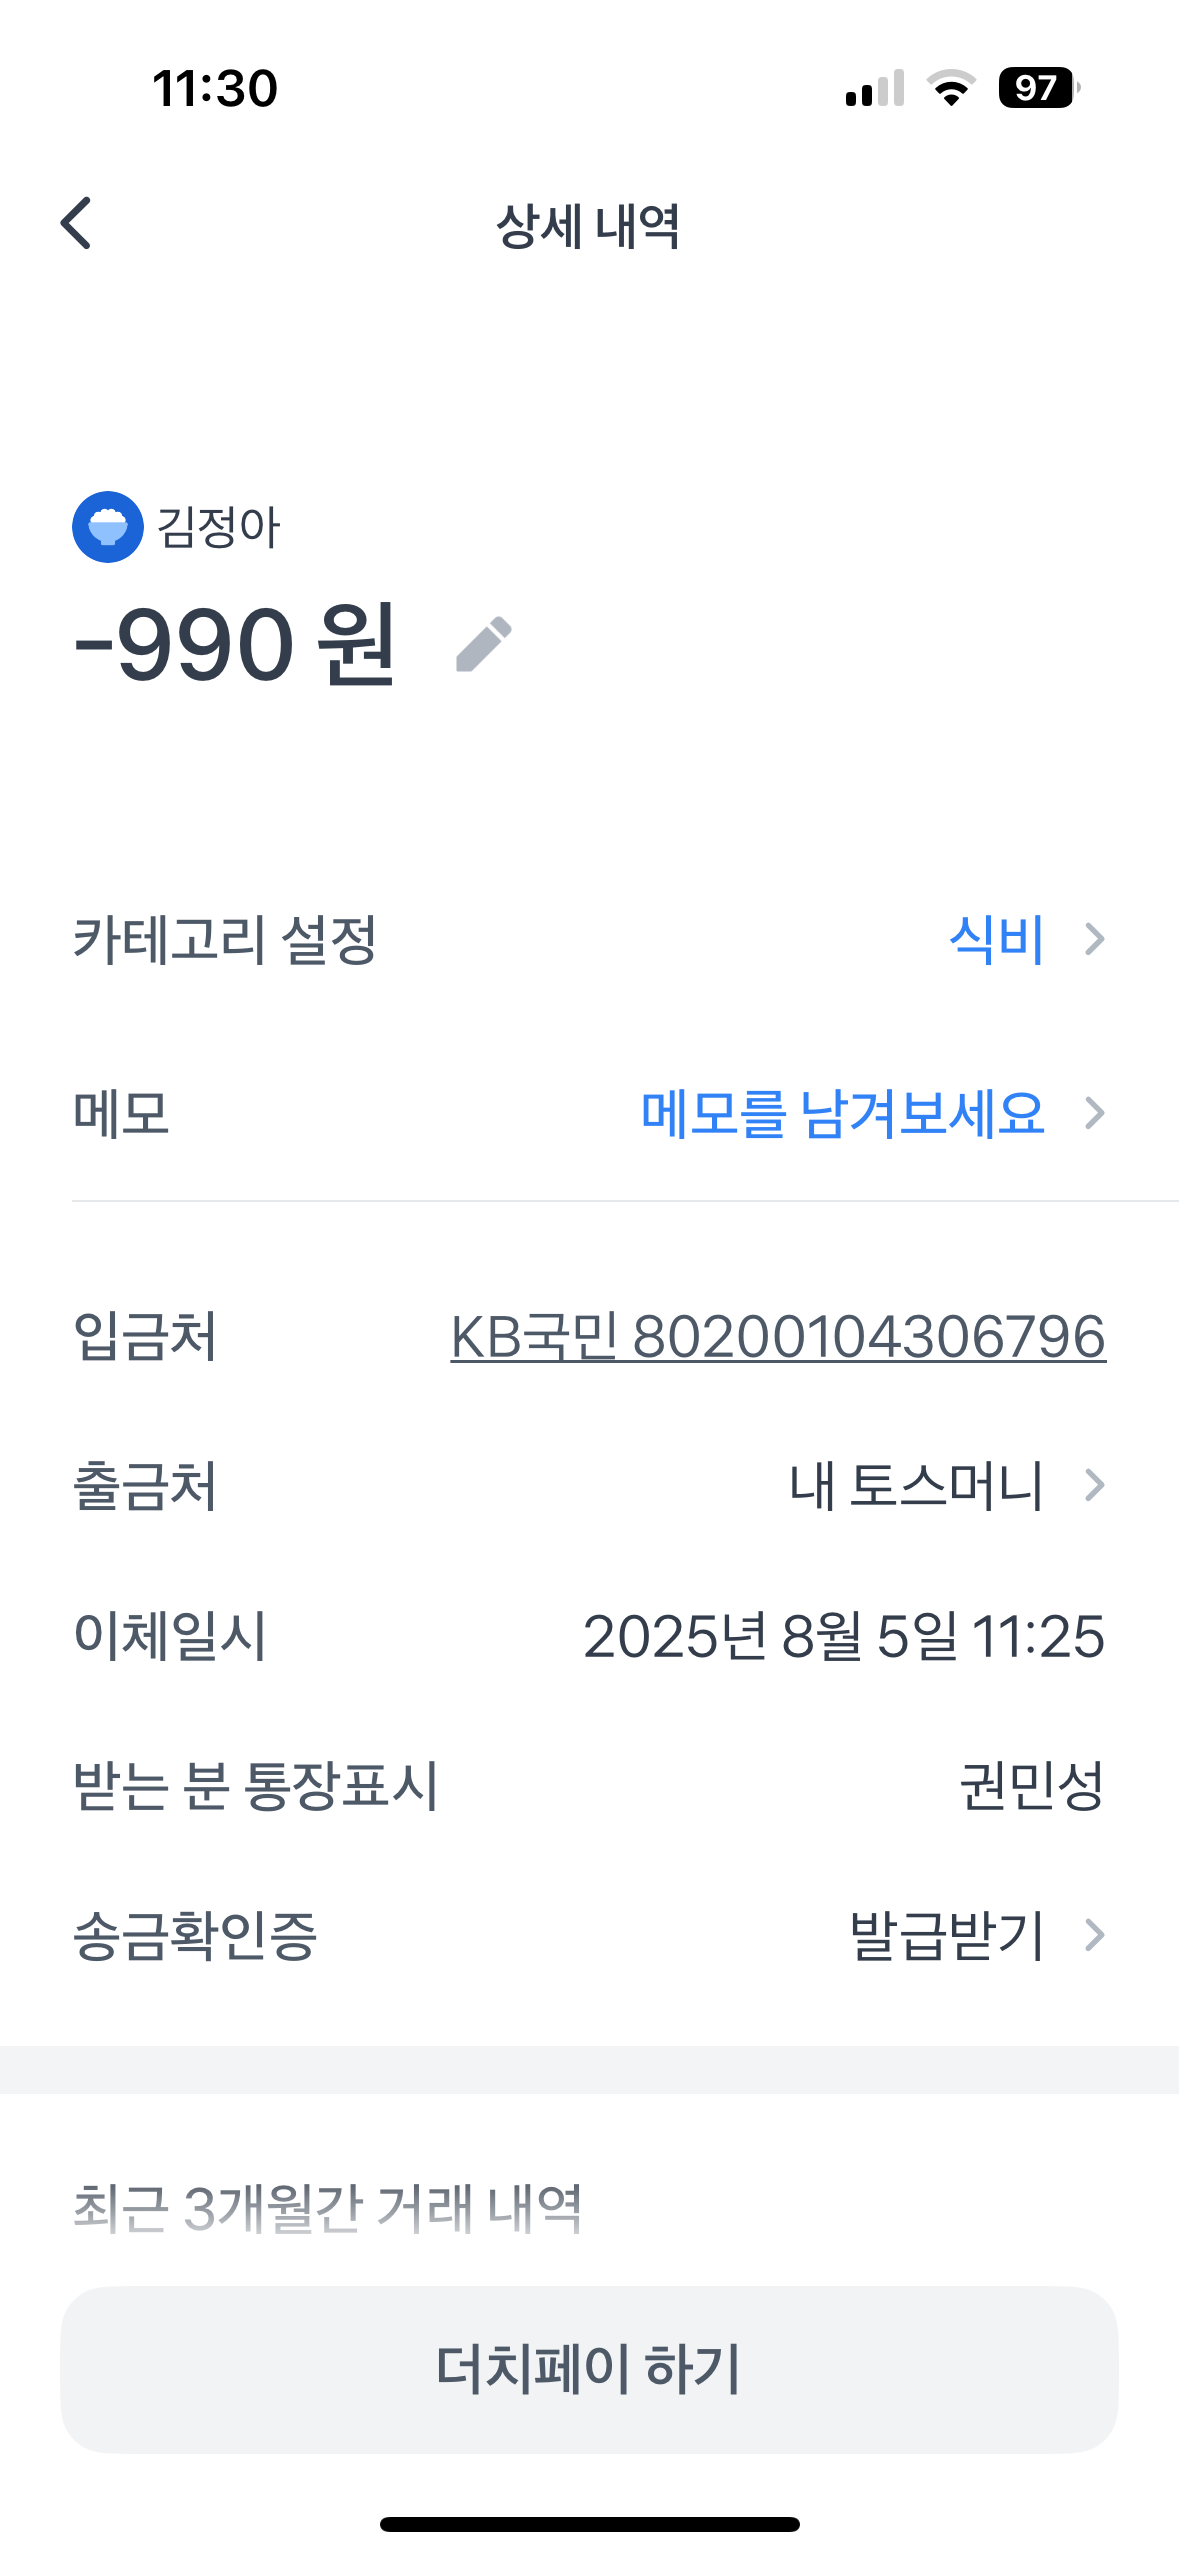 11:30
97
상세 내역
김정아
-990 원
카테고리 설정 식비
메모 메모를 남겨보세요
입금처 KB국민 80200104306796
출금처 내 토스머니
이체일시 2025년 8월 5일 11:25
받는 분 통장표시 권민성
송금확인증 발급받기
최근 3개월간 거래 내역
더치페이 하기